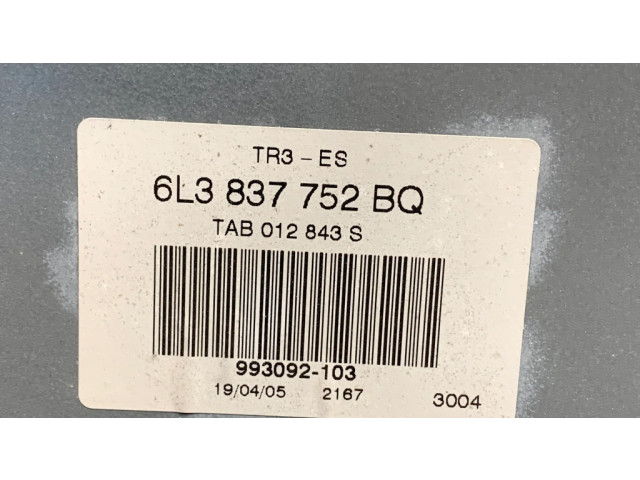 TR3 - ES
6L3 837 752 BQ
TAB 012 843 S
993092-103
19/04/05 2167 3004